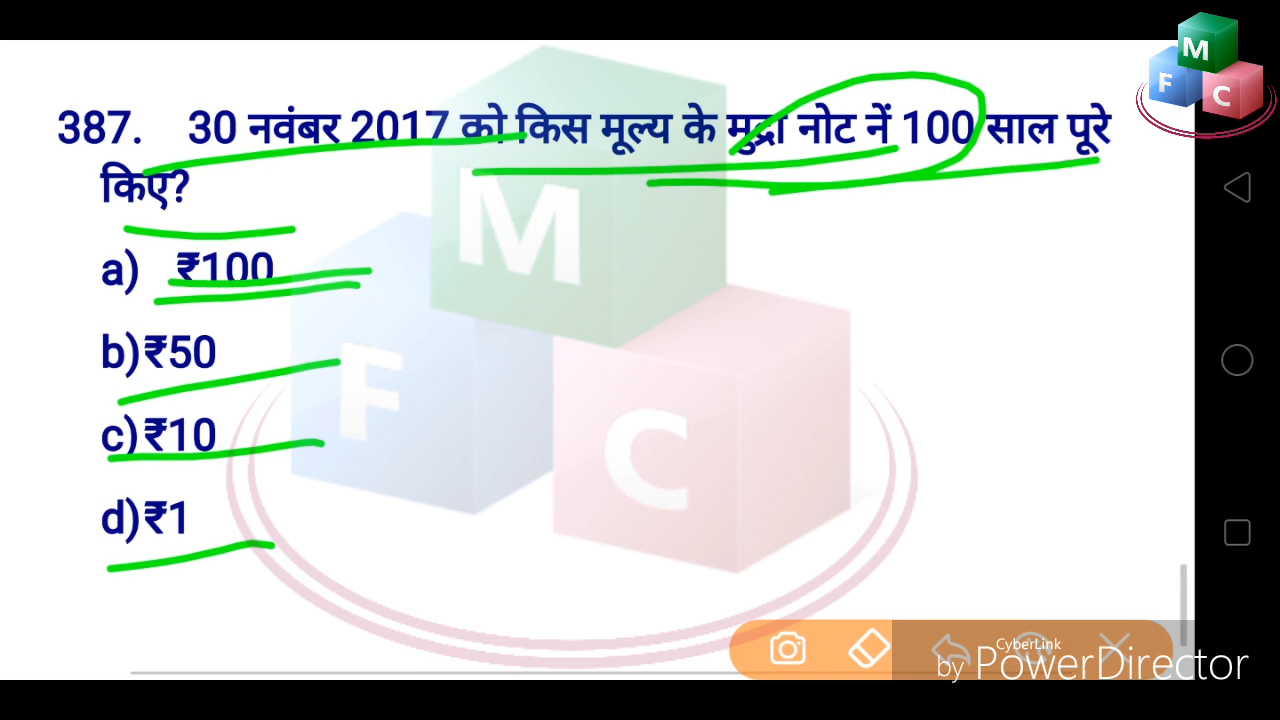 M
F
C
387. 30 नवंबर 2017 को किस मूल्य के मुद्रा नोट नें 100 साल पूरे
किए?
a) ₹100
b)₹50
c)₹10
d)₹1
M
F
C
CyberLink
by PowerDirector